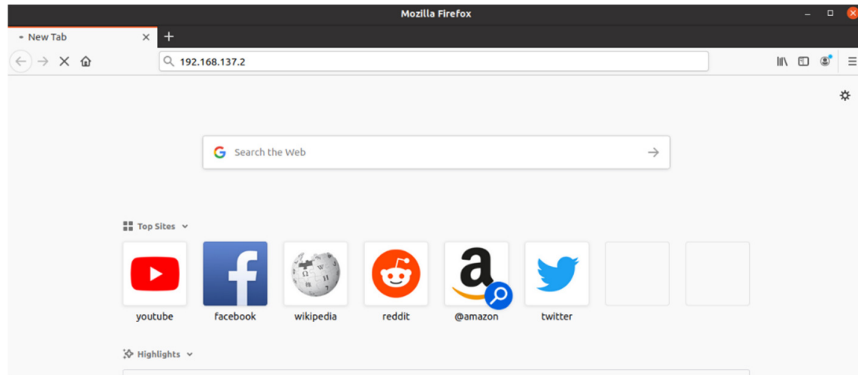 Mozilla Firefox
New Tab
192.168.137.2
Search the Web
Top Sites
youtube
facebook
wikipedia
reddit
@amazon
twitter
Highlights